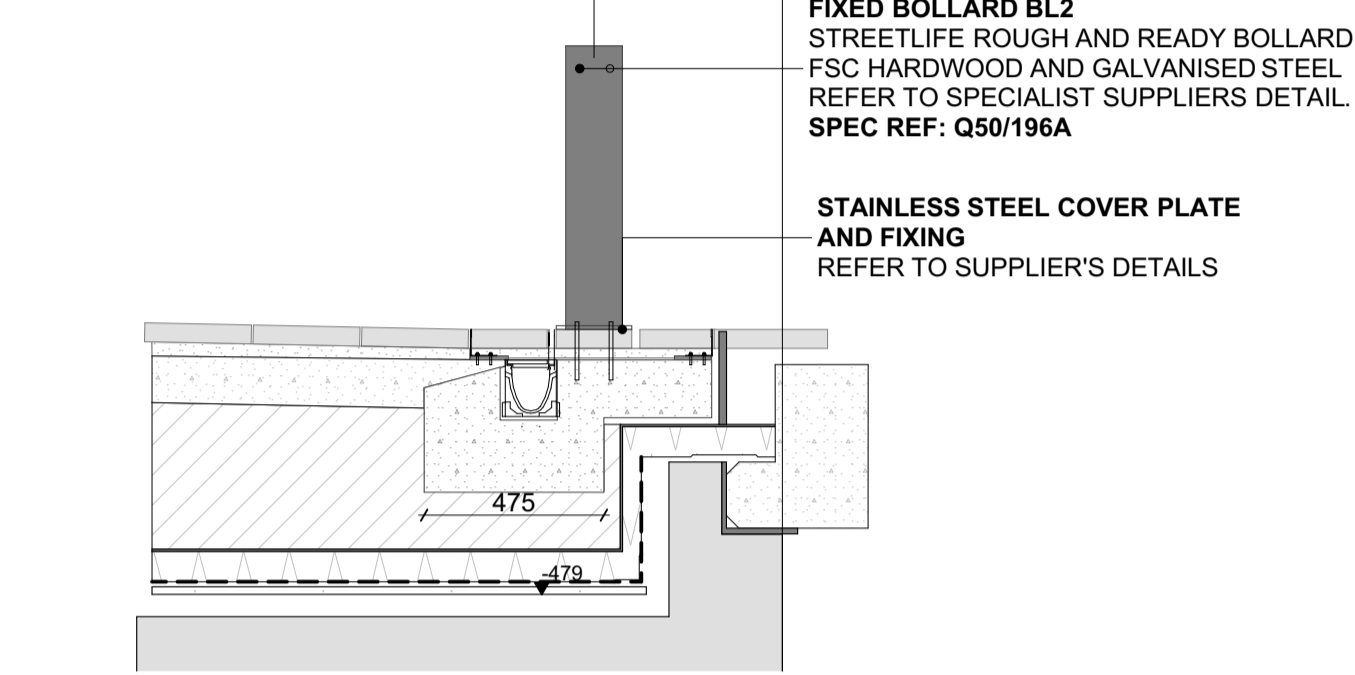 FIXED BOLLARD BL2
STREETLIFE ROUGH AND READY BOLLARD
FSC HARDWOOD AND GALVANISED STEEL
REFER TO SPECIALIST SUPPLIERS DETAIL.
SPEC REF: Q50/196A
STAINLESS STEEL COVER PLATE
AND FIXING
REFER TO SUPPLIER'S DETAILS
475
-479